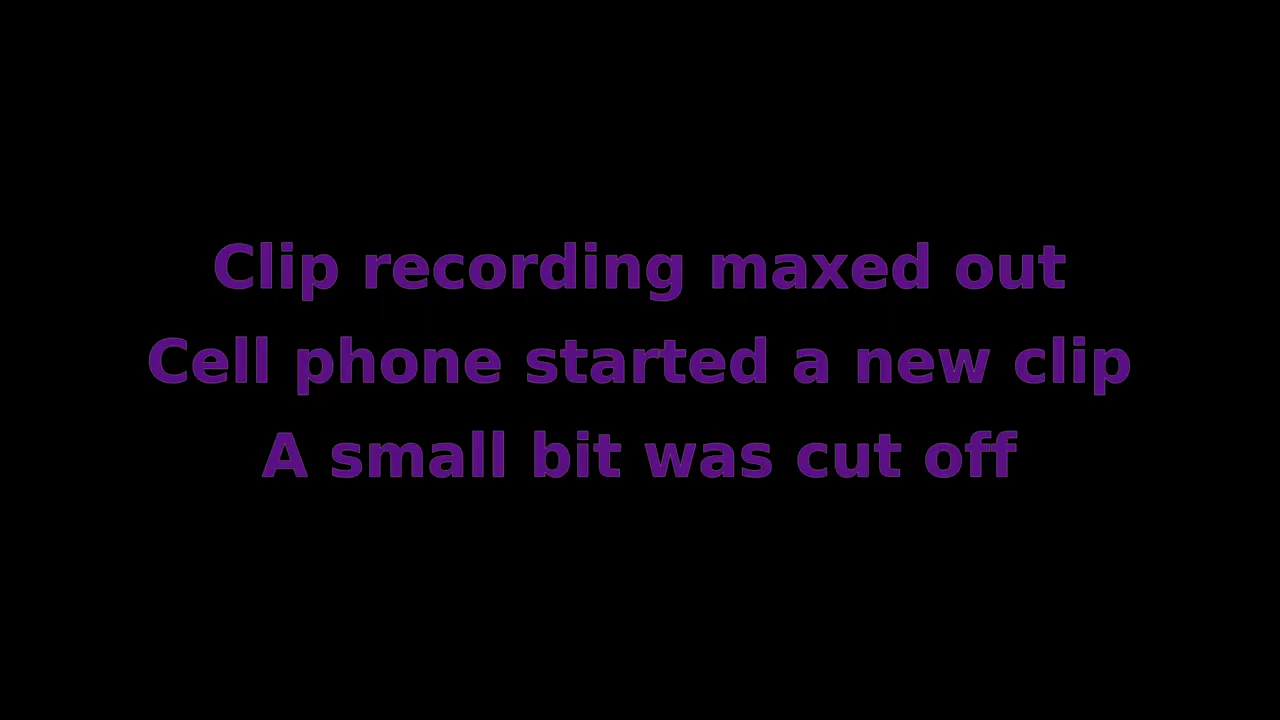 Clip recording maxed out
Cell phone started a new clip
A small bit was cut off